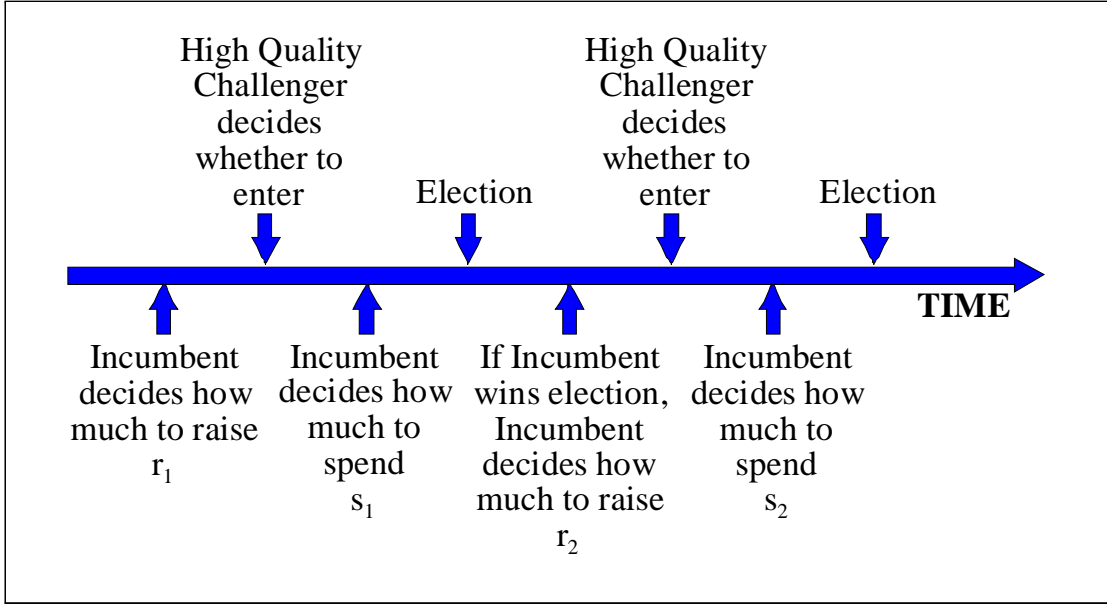 High Quality
Challenger
decides
whether to
enter
Election
High Quality
Challenger
decides
whether to
enter
Election
TIME
Incumbent
decides how
much to raise
r₁
Incumbent
decides how
much to
spend
s₁
If Incumbent
wins election,
Incumbent
decides how
much to raise
r₂
Incumbent
decides how
much to
spend
s₂